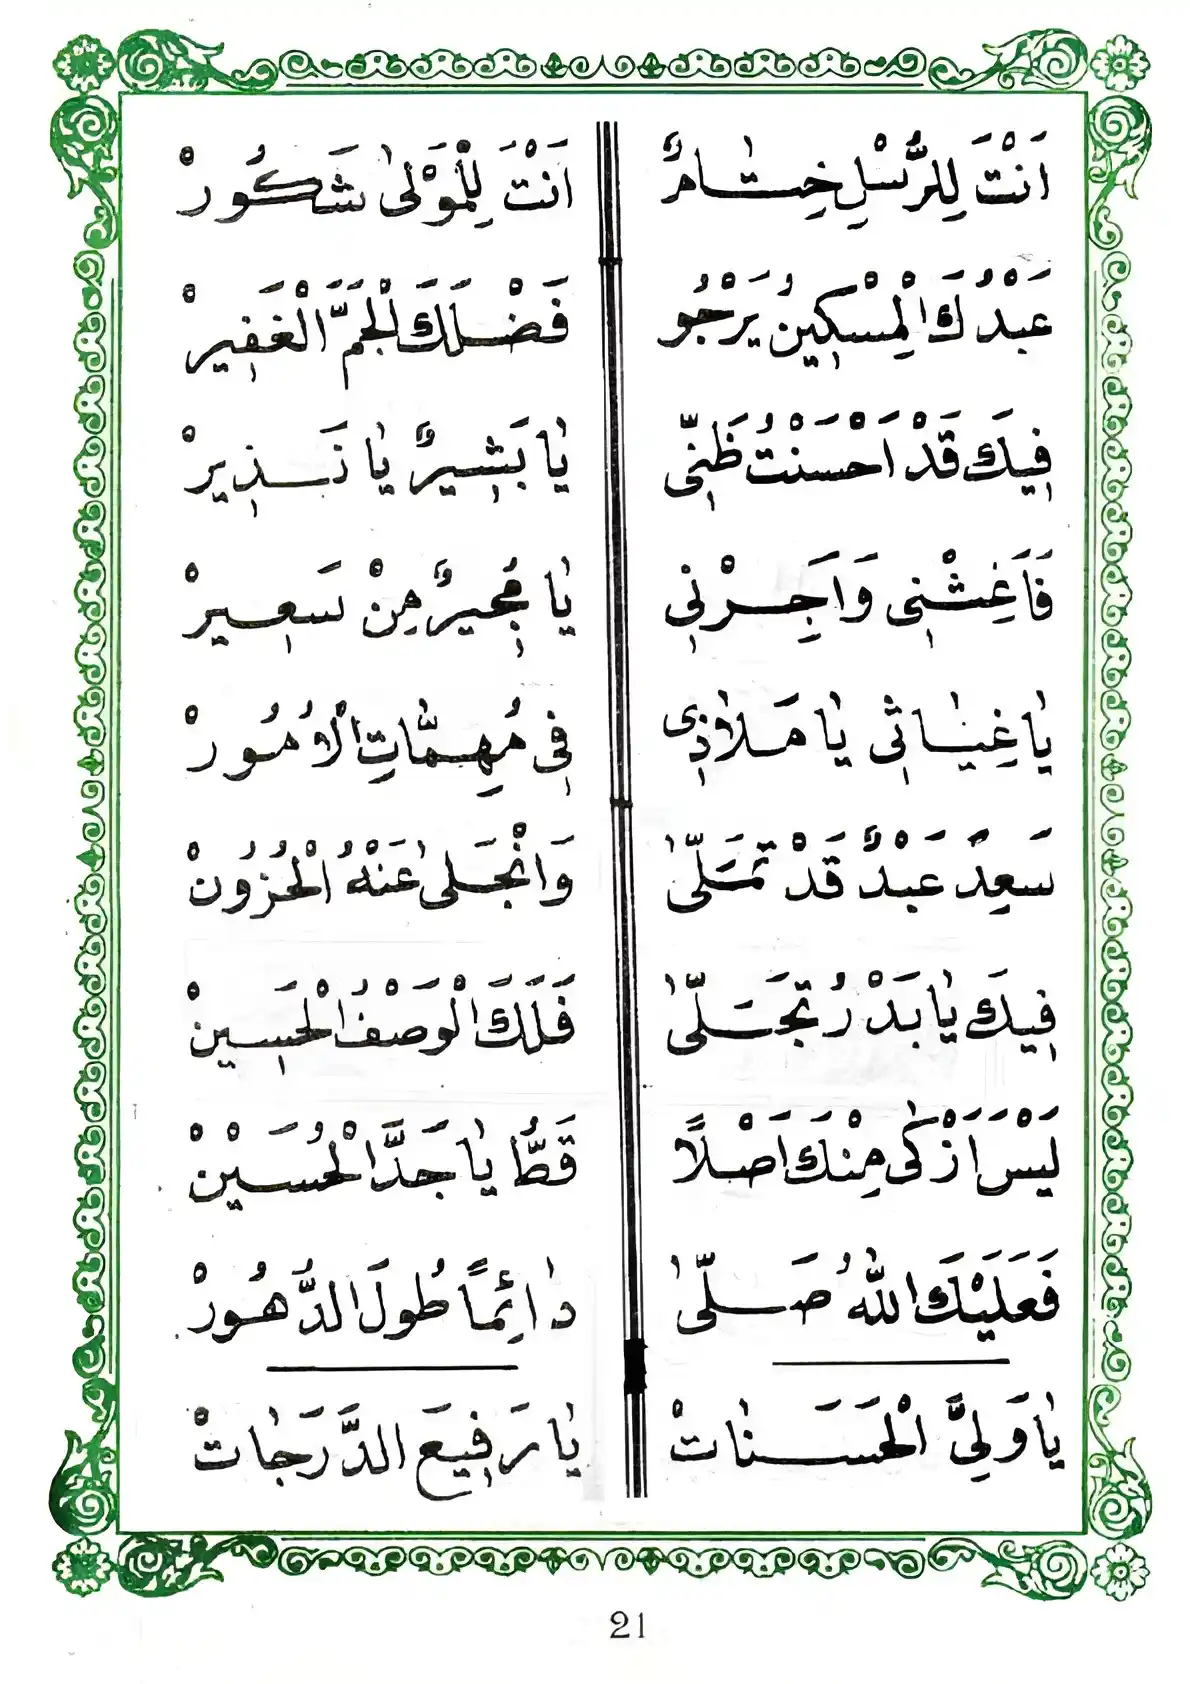 اَنْتَ لِلرُّسْلِ خِتَامٌ اَنْتَ لِلْمَوْلٰى شَكُورْ
عَبْدُكَ الْمِسْكِينُ يَرْجُو فَضْلَكَ الْجَمَّ الْغَفِيرْ
فِيكَ قَدْ اَحْسَنْتُ ظَنِّى يَا بَشِيرٌ يَا نَذِيرْ
فَاَغِثْنِى وَاَجِرْنِى يَا مُجِيرٌ مِنْ سَعِيرْ
يَا غِيَاثِى يَا مَلَاذِى فِى مُهِمَّاتِ الْاُمُورْ
سَعِدَ عَبْدٌ قَدْ تَمَلّٰى وَانْجَلٰى عَنْهُ الْحُزُونْ
فِيكَ يَا بَدْرُ تَجَلّٰى فَلَكَ الْوَصْفُ الْحَسِينْ
لَيْسَ اَزْكٰى مِنْكَ اَصْلًا قَطُّ يَا جَدَّ الْحُسَيْنْ
فَعَلَيْكَ اللّٰهُ صَلّٰى دَائِمًا طُولَ الدُّهُورْ
يَا وَلِىَّ الْحَسَنَاتْ يَا رَفِيعَ الدَّرَجَاتْ
21